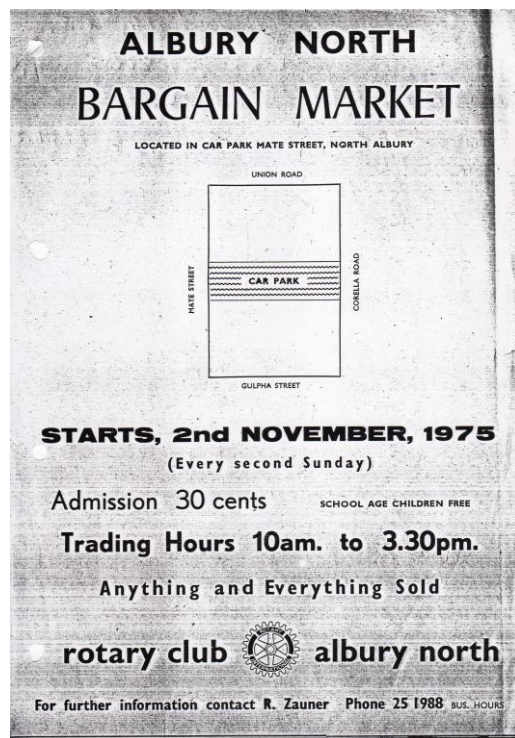 ALBURY NORTH
BARGAIN MARKET
LOCATED IN CAR PARK MATE STREET, NORTH ALBURY
UNION ROAD
MATE STREET
CAR PARK
CORELLA ROAD
GULPHA STREET
STARTS, 2nd NOVEMBER, 1975
(Every second Sunday)
Admission 30 cents SCHOOL AGE CHILDREN FREE
Trading Hours 10am. to 3.30pm.
Anything and Everything Sold
rotary club albury north
ROTARY
INTERNATIONAL
For further information contact R. Zauner Phone 25 1988 BUS. HOURS